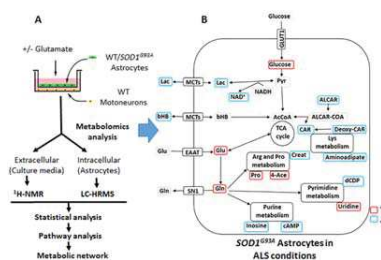 A
+/- Glutamate
WT/SOD1G93A
Astrocytes
WT
Motoneurons
Metabolomics
analysis
Extracellular
(Culture media)
Intracellular
(Astrocytes)
1H-NMR
LC-HRMS
Statistical analysis
Pathway analysis
Metabolic network
B
Glucose
GLUT1
Glucose
Lac
MCTs
Lac
Pyr
NAD+
NADH
ALCAR
bHB
MCTs
bHB
AcCoA
ALCAR-COA
TCA
cycle
CAR
Deoxy-CAR
Lys
metabolism
Aminoadipate
Glu
EAAT
Glu
Creat
Arg and Pro
metabolism
Pro
4-Ace
Gln
SN1
Gln
dCDP
Pyrimidine
metabolism
Uridine
Purine
metabolism
Inosine
cAMP
SOD1G93A Astrocytes in
ALS conditions